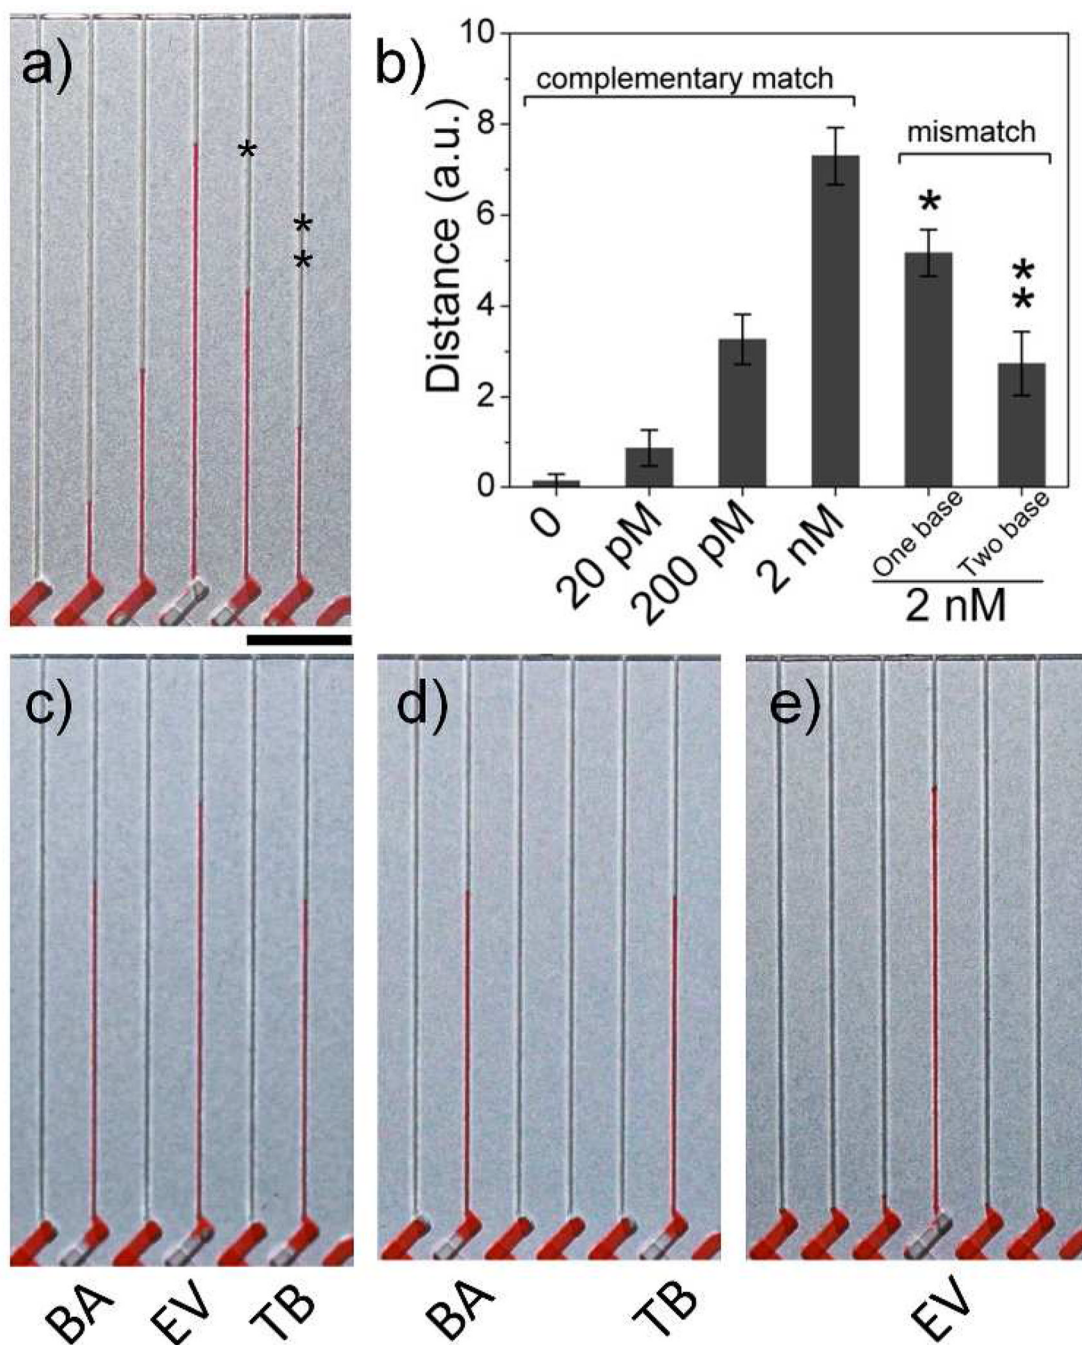 a)
*
*
*
b)
Distance (a.u.)
10
8
6
4
2
0
complementary match
mismatch
*
*
*
0
20 pM
200 pM
2 nM
One base
Two base
2 nM
c)
d)
e)
BA
EV
TB
BA
TB
EV